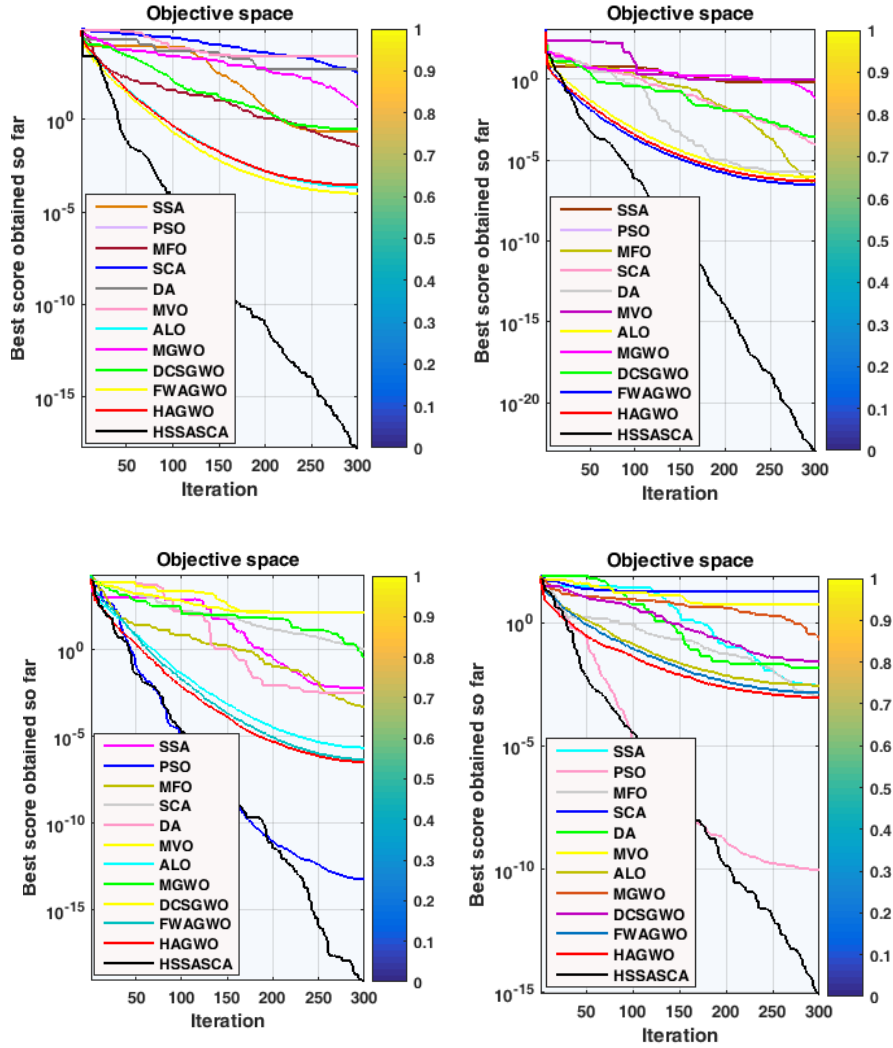 Objective space
Best score obtained so far
10^0
10^-5
10^-10
10^-15
SSA
PSO
MFO
SCA
DA
MVO
ALO
MGWO
DCSGWO
FWAGWO
HAGWO
HSSASCA
50 100 150 200 250 300
Iteration
1
0.9
0.8
0.7
0.6
0.5
0.4
0.3
0.2
0.1
0
Objective space
Best score obtained so far
10^0
10^-5
10^-10
10^-15
10^-20
SSA
PSO
MFO
SCA
DA
MVO
ALO
MGWO
DCSGWO
FWAGWO
HAGWO
HSSASCA
50 100 150 200 250 300
Iteration
1
0.9
0.8
0.7
0.6
0.5
0.4
0.3
0.2
0.1
0
Objective space
Best score obtained so far
10^0
10^-5
10^-10
10^-15
SSA
PSO
MFO
SCA
DA
MVO
ALO
MGWO
DCSGWO
FWAGWO
HAGWO
HSSASCA
50 100 150 200 250 300
Iteration
1
0.9
0.8
0.7
0.6
0.5
0.4
0.3
0.2
0.1
0
Objective space
Best score obtained so far
10^0
10^-5
10^-10
10^-15
SSA
PSO
MFO
SCA
DA
MVO
ALO
MGWO
DCSGWO
FWAGWO
HAGWO
HSSASCA
50 100 150 200 250 300
Iteration
1
0.9
0.8
0.7
0.6
0.5
0.4
0.3
0.2
0.1
0